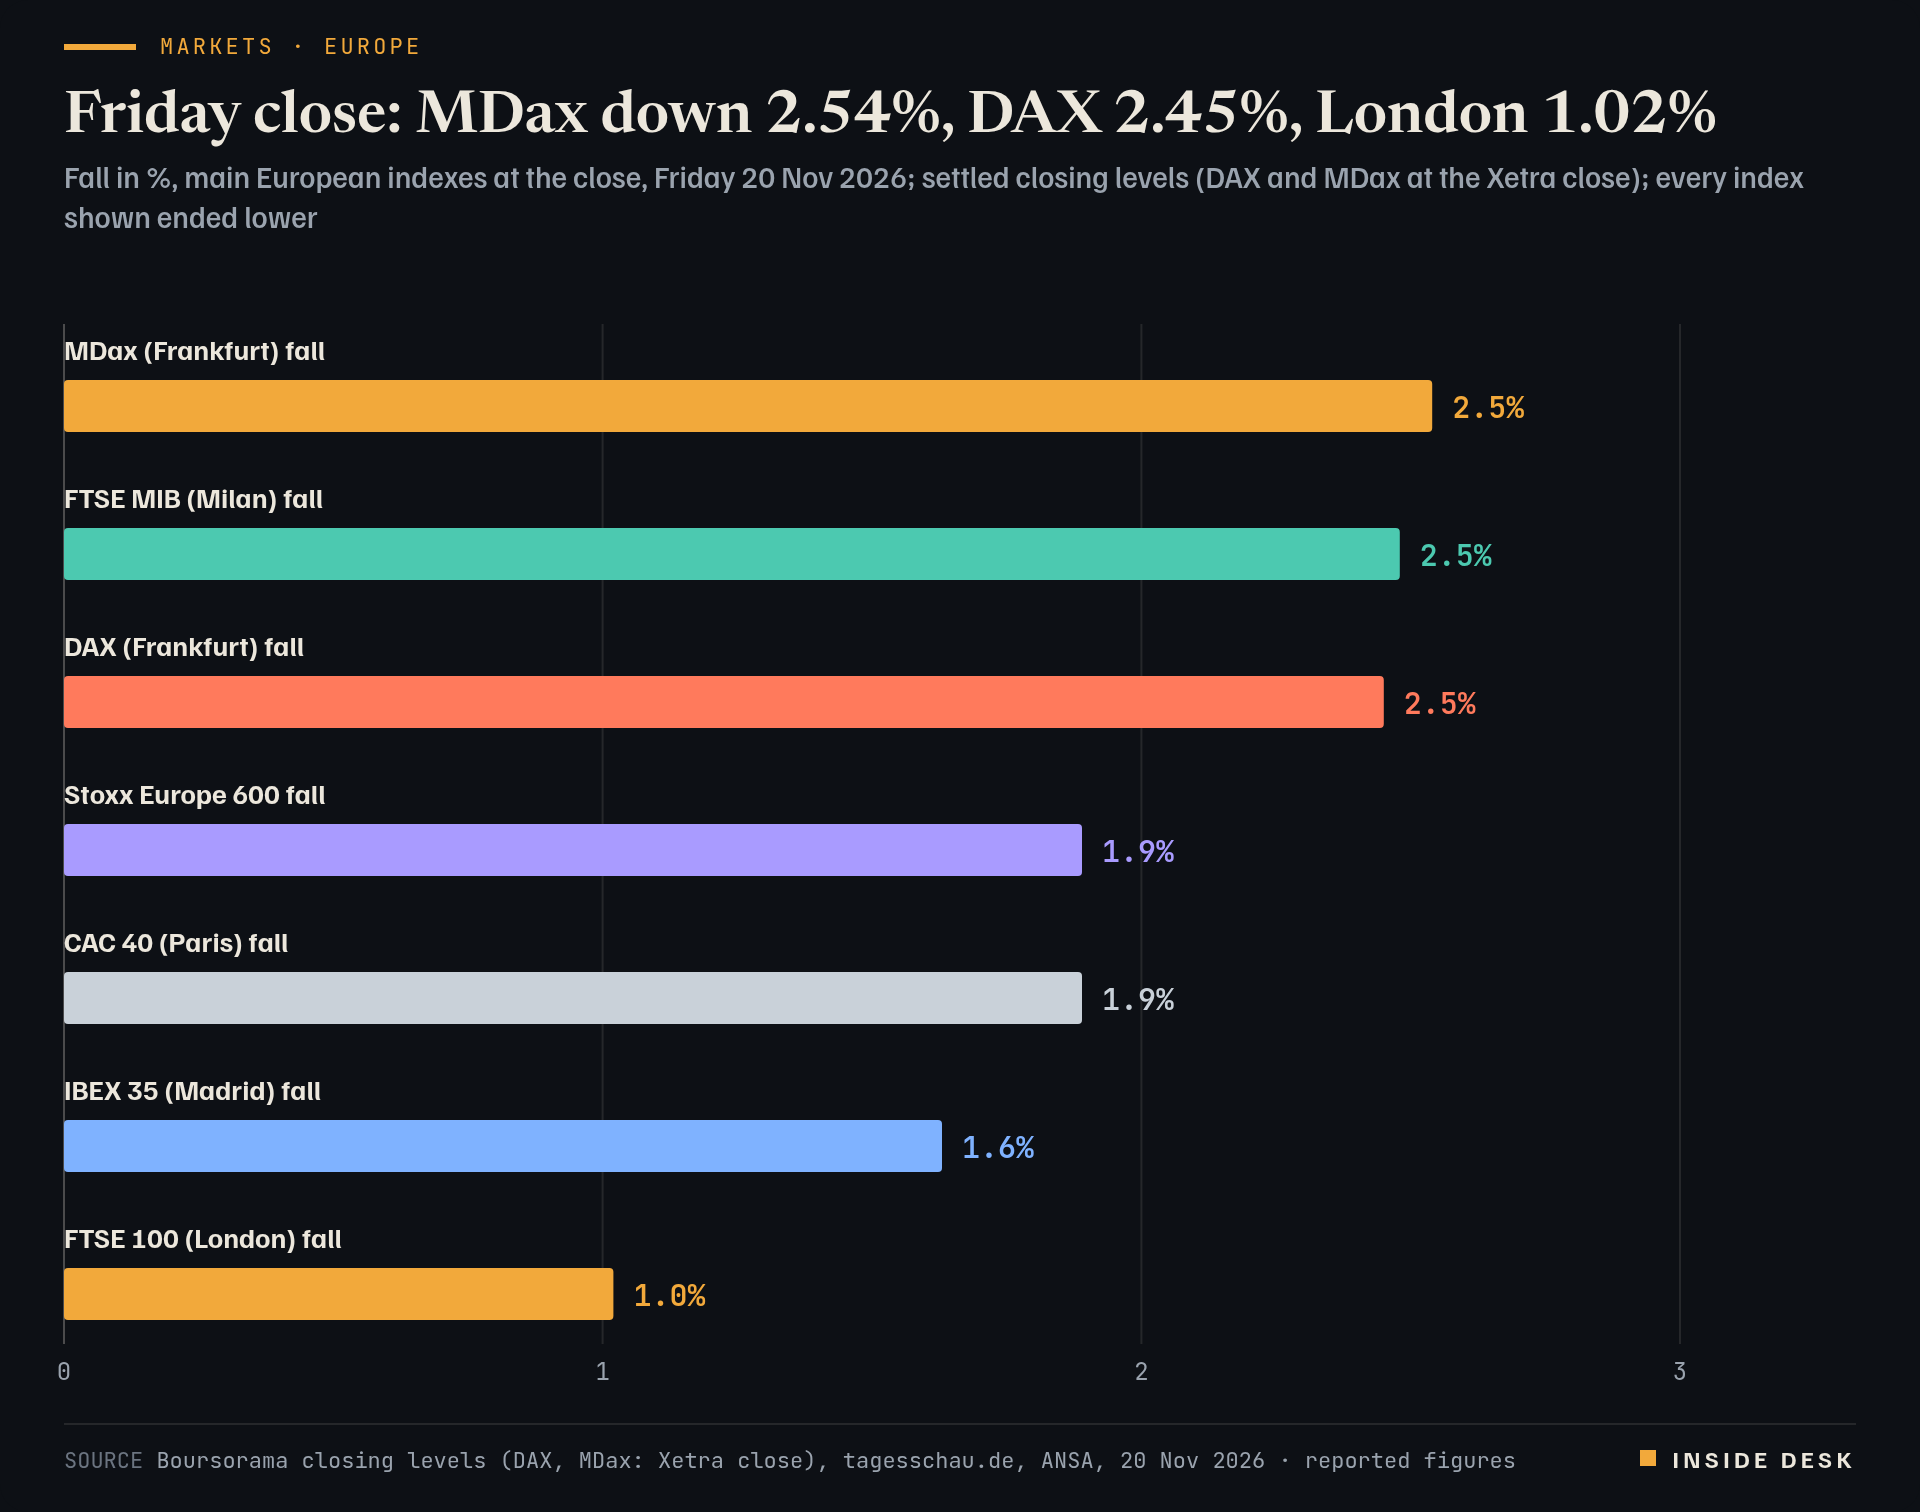 MARKETS · EUROPE
Friday close: MDax down 2.54%, DAX 2.45%, London 1.02%
Fall in %, main European indexes at the close, Friday 20 Nov 2026; settled closing levels (DAX and MDax at the Xetra close); every index
shown ended lower
MDax (Frankfurt) fall
2.5%
FTSE MIB (Milan) fall
2.5%
DAX (Frankfurt) fall
2.5%
Stoxx Europe 600 fall
1.9%
CAC 40 (Paris) fall
1.9%
IBEX 35 (Madrid) fall
1.6%
FTSE 100 (London) fall
1.0%
0 1 2 3
SOURCE Boursorama closing levels (DAX, MDax: Xetra close), tagesschau.de, ANSA, 20 Nov 2026 · reported figures
INSIDE DESK